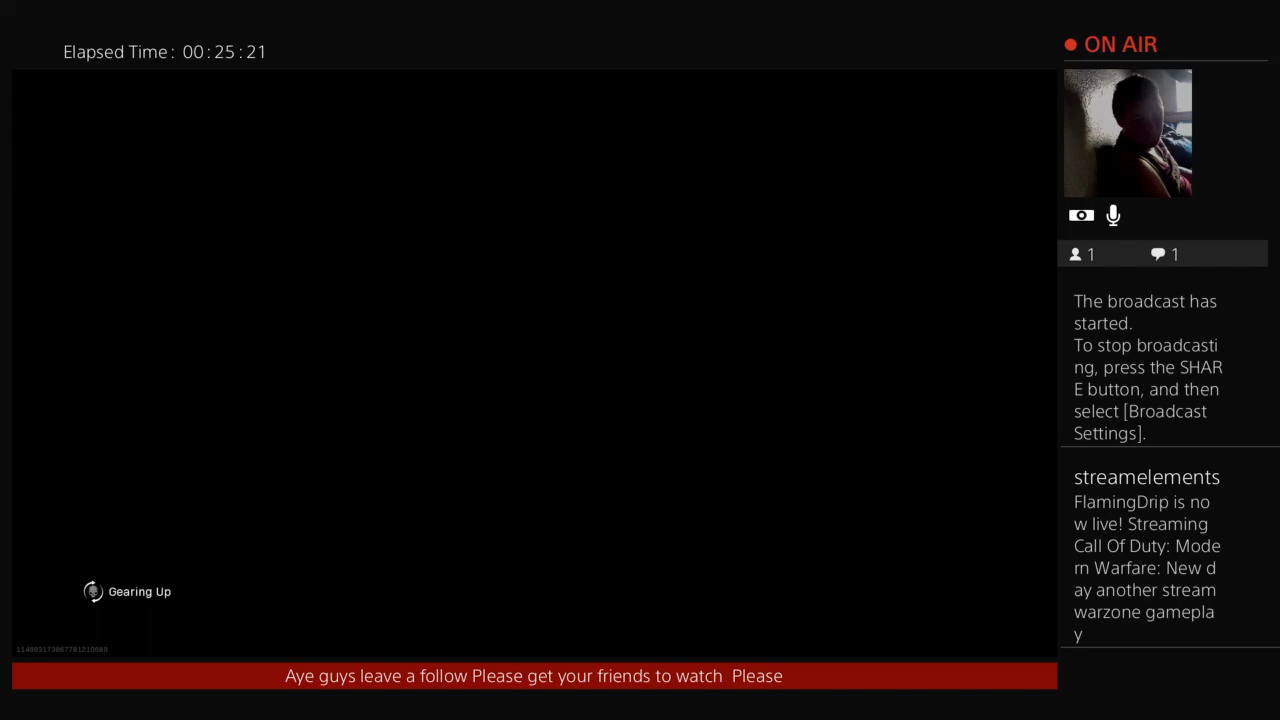 Elapsed Time: 00:25:21
ON AIR
1 1
The broadcast has
started.
To stop broadcasti
ng, press the SHAR
E button, and then
select [Broadcast
Settings].
streamelements
FlamingDrip is no
w live! Streaming
Call Of Duty: Mode
rn Warfare: New d
ay another stream
warzone gamepla
y
Gearing Up
Aye guys leave a follow Please get your friends to watch Please